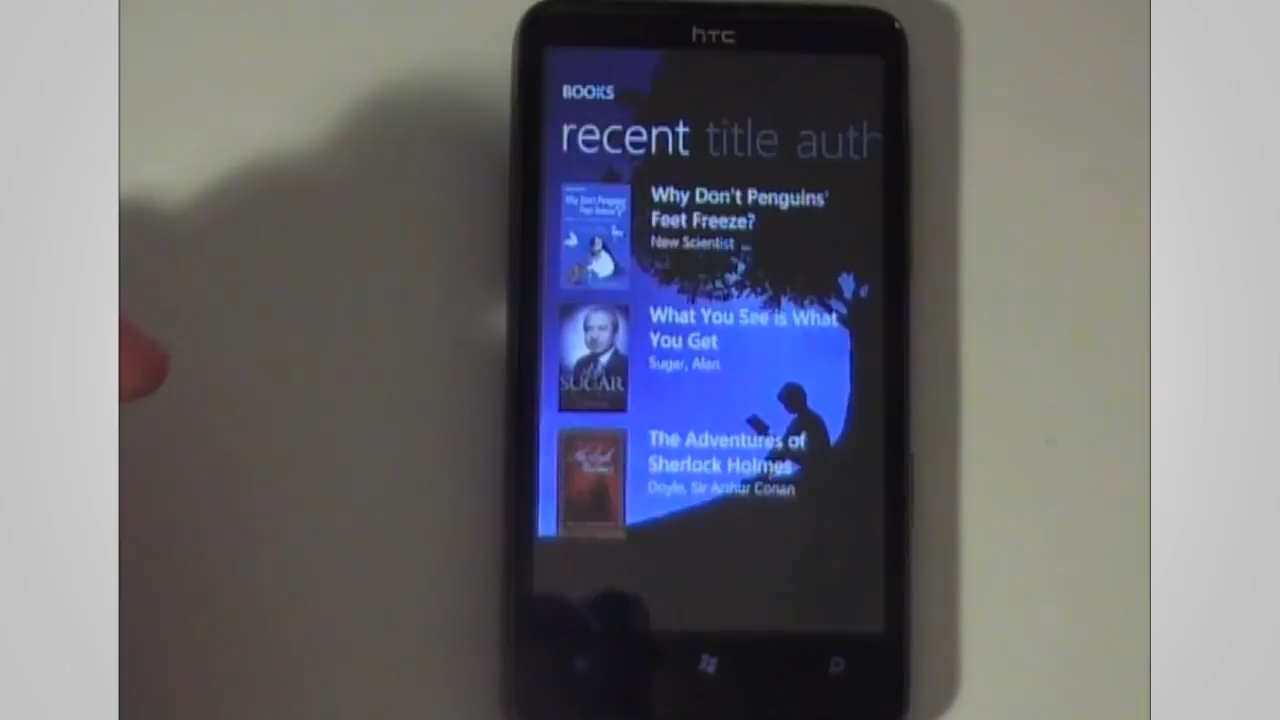 hTC
BOOKS
recent title auth
Why Don't Penguins'
Feet Freeze?
New Scientist
What You See is What
You Get
Sugar, Alan
SUGAR
The Adventures of
Sherlock Holmes
Doyle, Sir Arthur Conan